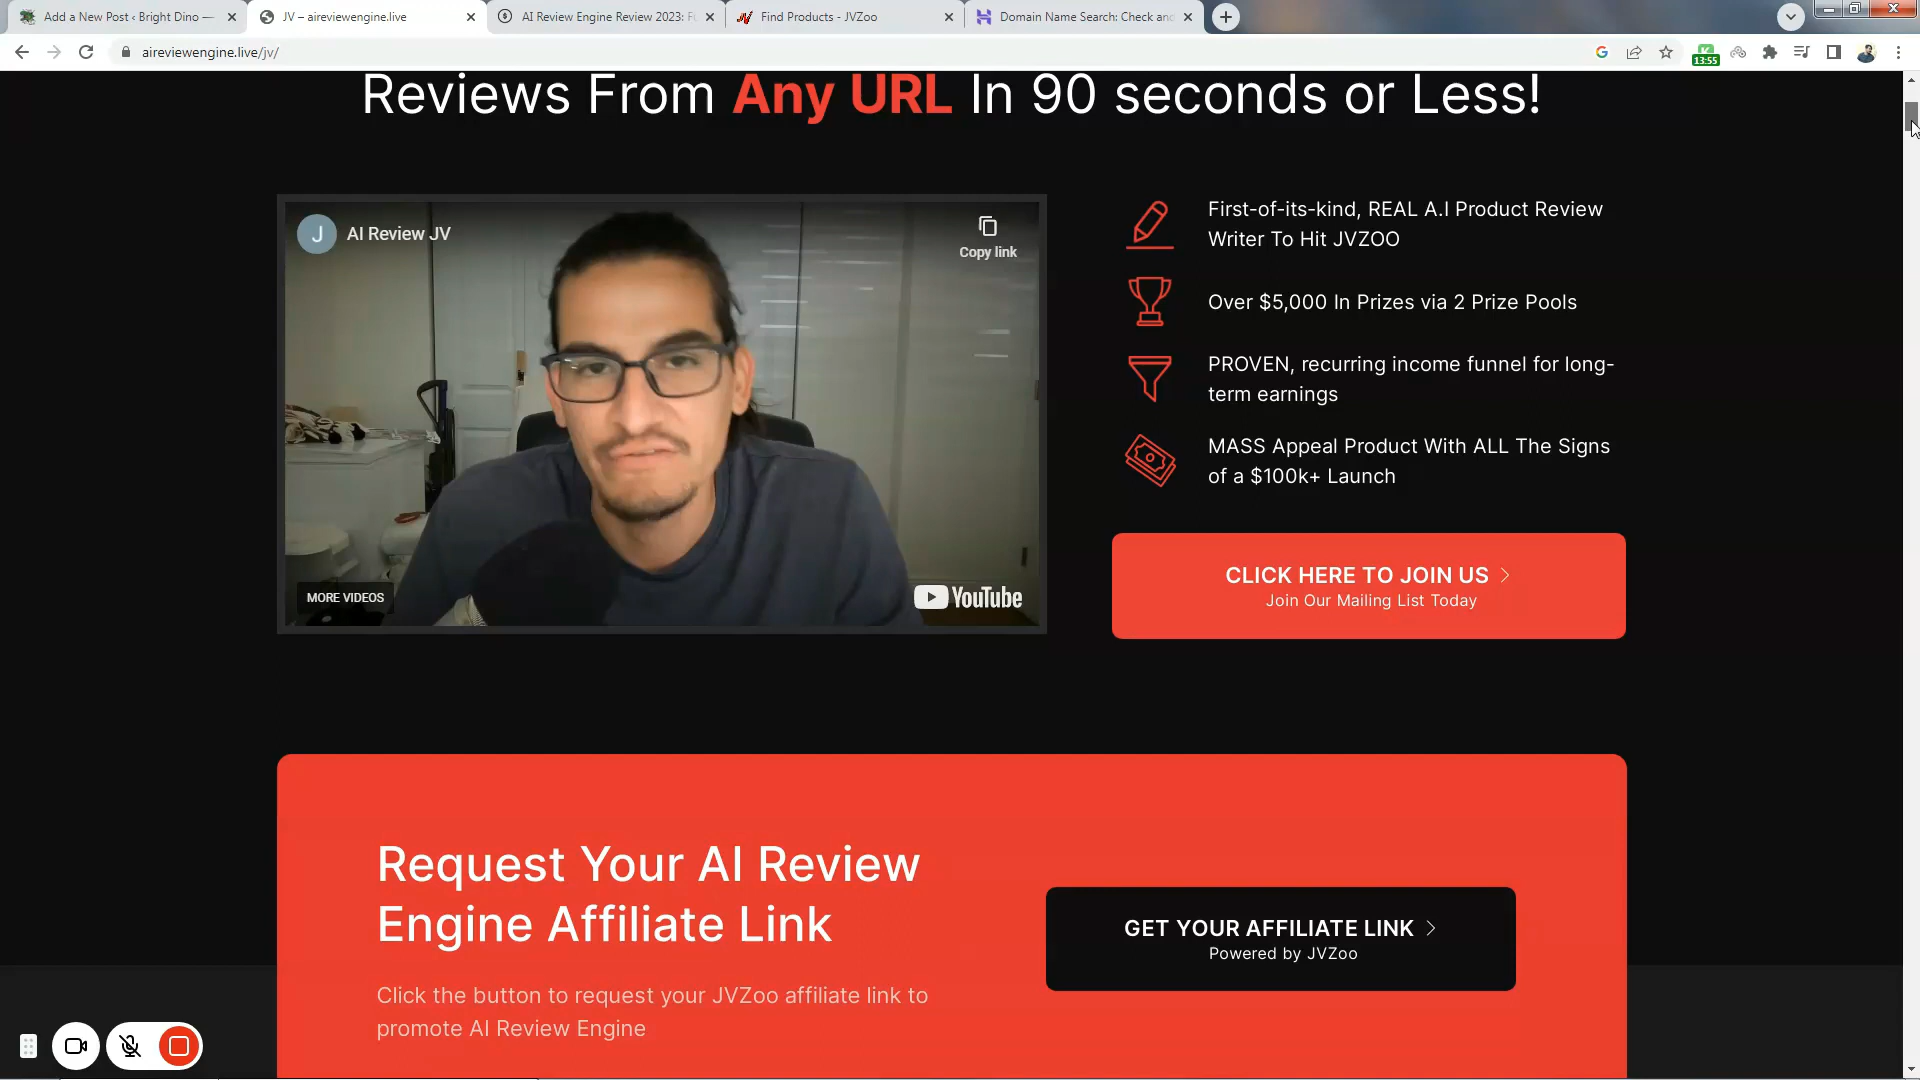 Add a New Post ‹ Bright Dino —
JV – aireviewengine.live
AI Review Engine Review 2023: Fu
Find Products - JVZoo
Domain Name Search: Check and
aireviewengine.live/jv/
13:55
Reviews From Any URL In 90 seconds or Less!
J
AI Review JV
Copy link
MORE VIDEOS
YouTube
First-of-its-kind, REAL A.I Product Review
Writer To Hit JVZOO
Over $5,000 In Prizes via 2 Prize Pools
PROVEN, recurring income funnel for long-
term earnings
MASS Appeal Product With ALL The Signs
of a $100k+ Launch
CLICK HERE TO JOIN US
Join Our Mailing List Today
Request Your AI Review
Engine Affiliate Link
Click the button to request your JVZoo affiliate link to
promote AI Review Engine
GET YOUR AFFILIATE LINK
Powered by JVZoo